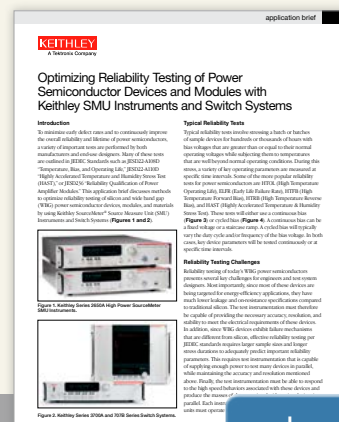 application brief
KEITHLEY
A Tektronix Company
Optimizing Reliability Testing of Power
Semiconductor Devices and Modules with
Keithley SMU Instruments and Switch Systems
Introduction
To minimize early defect rates and to continuously improve
the overall reliability and lifetime of power semiconductors,
a variety of important tests are performed by both
manufacturers and end-use designers. Many of these tests
are outlined in JEDEC Standards such as JESD22-A108D
"Temperature, Bias, and Operating Life," JESD22-A110D
"Highly Accelerated Temperature and Humidity Stress Test
(HAST)," or JESD236 "Reliability Qualification of Power
Amplifier Modules." This application brief discusses methods
to optimize reliability testing of silicon and wide band gap
(WBG) power semiconductor devices, modules, and materials
by using Keithley SourceMeter® Source Measure Unit (SMU)
Instruments and Switch Systems (Figures 1 and 2).
Figure 1. Keithley Series 2650A High Power SourceMeter
SMU Instruments.
Figure 2. Keithley Series 3700A and 707B Series Switch Systems.
Typical Reliability Tests
Typical reliability tests involve stressing a batch or batches
of sample devices for hundreds or thousands of hours with
bias voltages that are greater than or equal to their normal
operating voltages while subjecting them to temperatures
that are well beyond normal operating conditions. During this
stress, a variety of key operating parameters are measured at
specific time intervals. Some of the more popular reliability
tests for power semiconductors are HTOL (High Temperature
Operating Life), ELFR (Early Life Failure Rate), HTFB (High
Temperature Forward Bias), HTRB (High Temperature Reverse
Bias), and HAST (Highly Accelerated Temperature & Humidity
Stress Test). These tests will either use a continuous bias
(Figure 3) or cycled bias (Figure 4). A continuous bias can be
a fixed voltage or a staircase ramp. A cycled bias will typically
vary the duty cycle and/or frequency of the bias voltage. In both
cases, key device parameters will be tested continuously or at
specific time intervals.
Reliability Testing Challenges
Reliability testing of today's WBG power semiconductors
presents several key challenges for engineers and test-system
designers. Most importantly, since most of these devices are
being targeted for energy-efficiency applications, they have
much lower leakage and on-resistance specifications compared
to traditional silicon. The test instrumentation must therefore
be capable of providing the necessary accuracy, resolution, and
stability to meet the electrical requirements of these devices.
In addition, since WBG devices exhibit failure mechanisms
that are different from silicon, effective reliability testing per
JEDEC standards requires larger sample sizes and longer
stress durations to adequately predict important reliability
parameters. This requires test instrumentation that is capable
of supplying enough power to test many devices in parallel,
while maintaining the accuracy and resolution mentioned
above. Finally, the test instrumentation must be able to respond
to the high speed behaviors associated with these devices and
produce the masses of
parallel. Each instr
units must operate